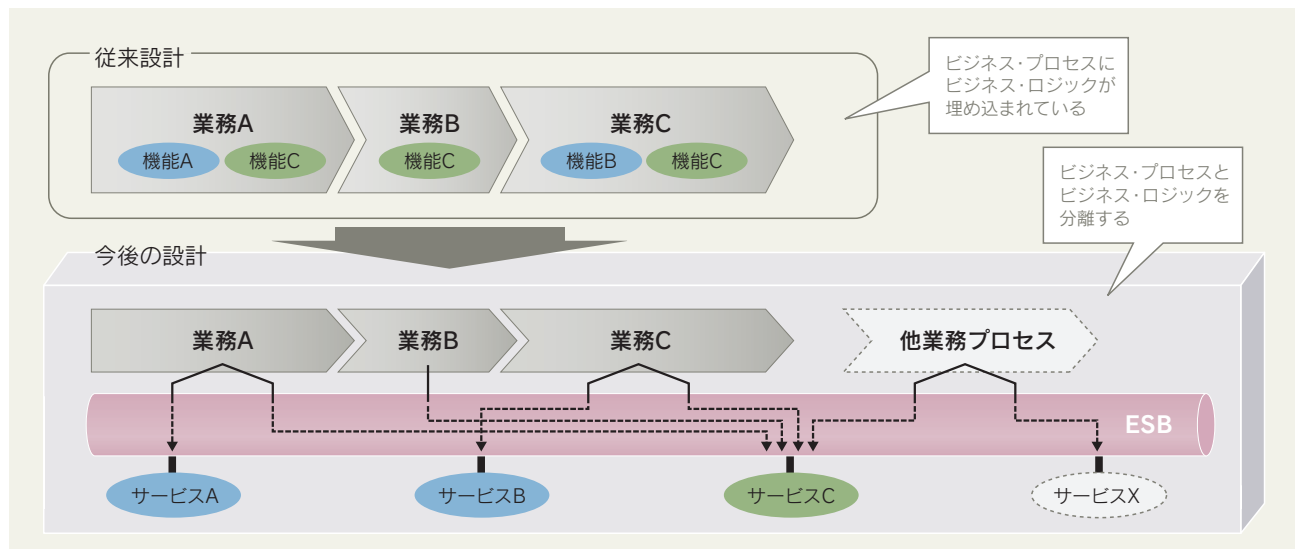 従来設計
ビジネス・プロセスに
ビジネス・ロジックが
埋め込まれている
業務A
業務B
業務C
機能A
機能C
機能C
機能B
機能C
ビジネス・プロセスと
ビジネス・ロジックを
分離する
今後の設計
業務A
業務B
業務C
他業務プロセス
ESB
サービスA
サービスB
サービスC
サービスX